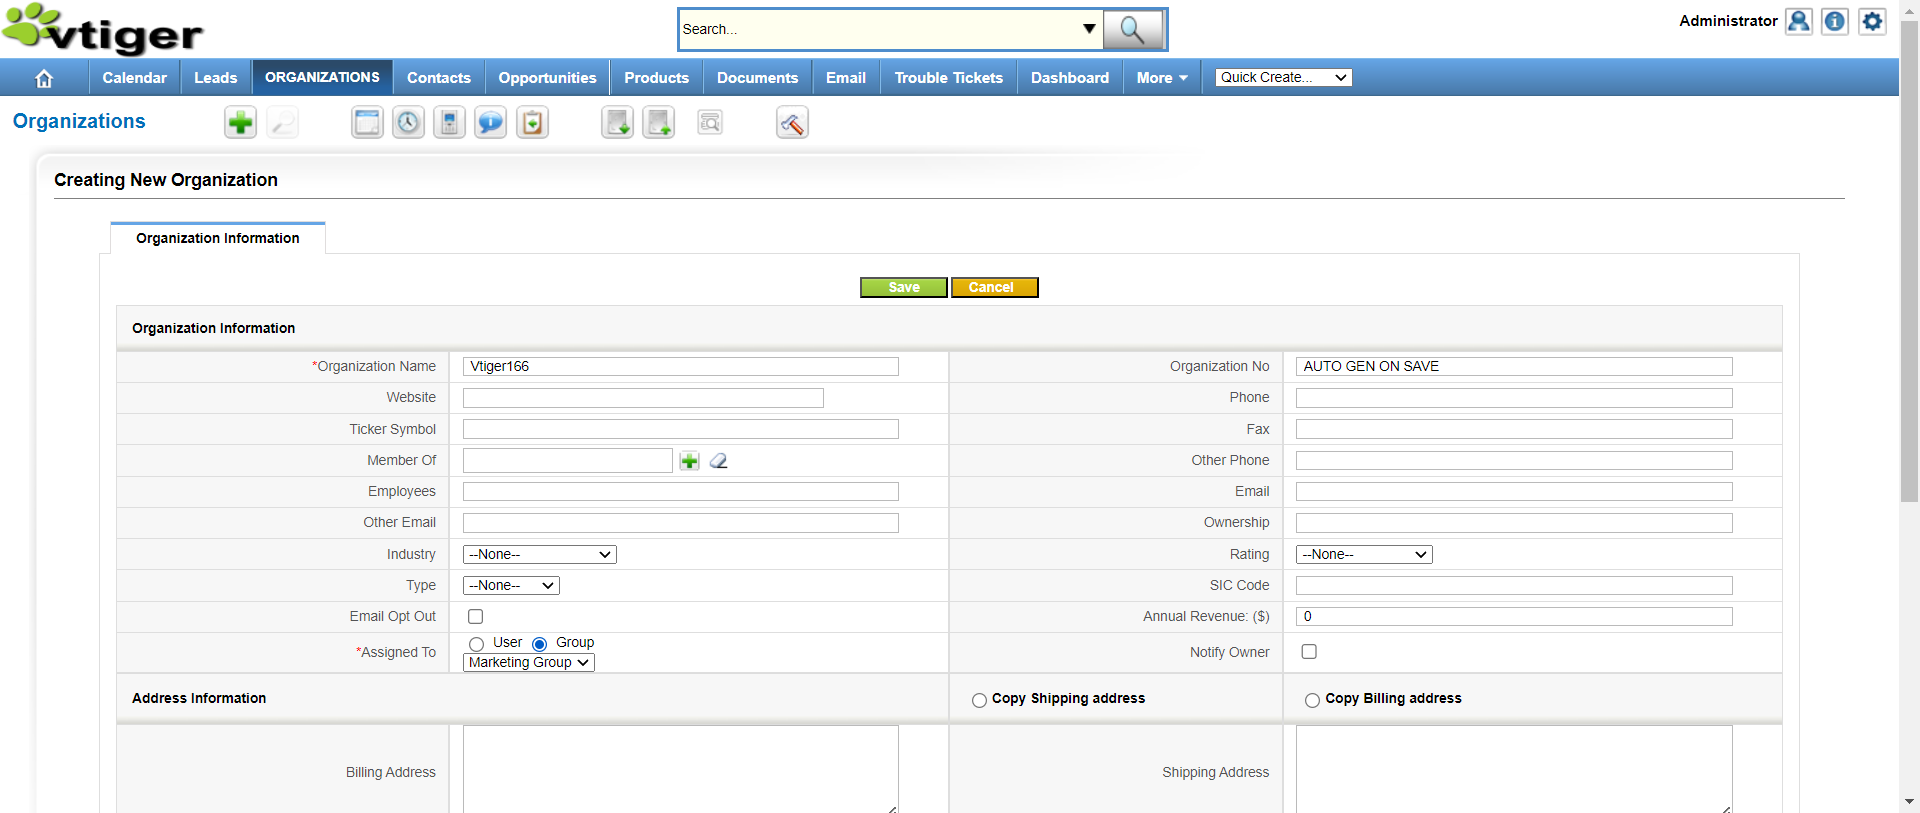 vtiger
Search...
Administrator
Calendar Leads ORGANIZATIONS Contacts Opportunities Products Documents Email Trouble Tickets Dashboard More Quick Create...
Organizations
Creating New Organization
Organization Information
Save Cancel
Organization Information
*Organization Name Vtiger166 Organization No AUTO GEN ON SAVE
Website Phone
Ticker Symbol Fax
Member Of Other Phone
Employees Email
Other Email Ownership
Industry --None-- Rating --None--
Type --None-- SIC Code
Email Opt Out Annual Revenue: ($) 0
*Assigned To User Group Notify Owner
Marketing Group
Address Information Copy Shipping address Copy Billing address
Billing Address Shipping Address